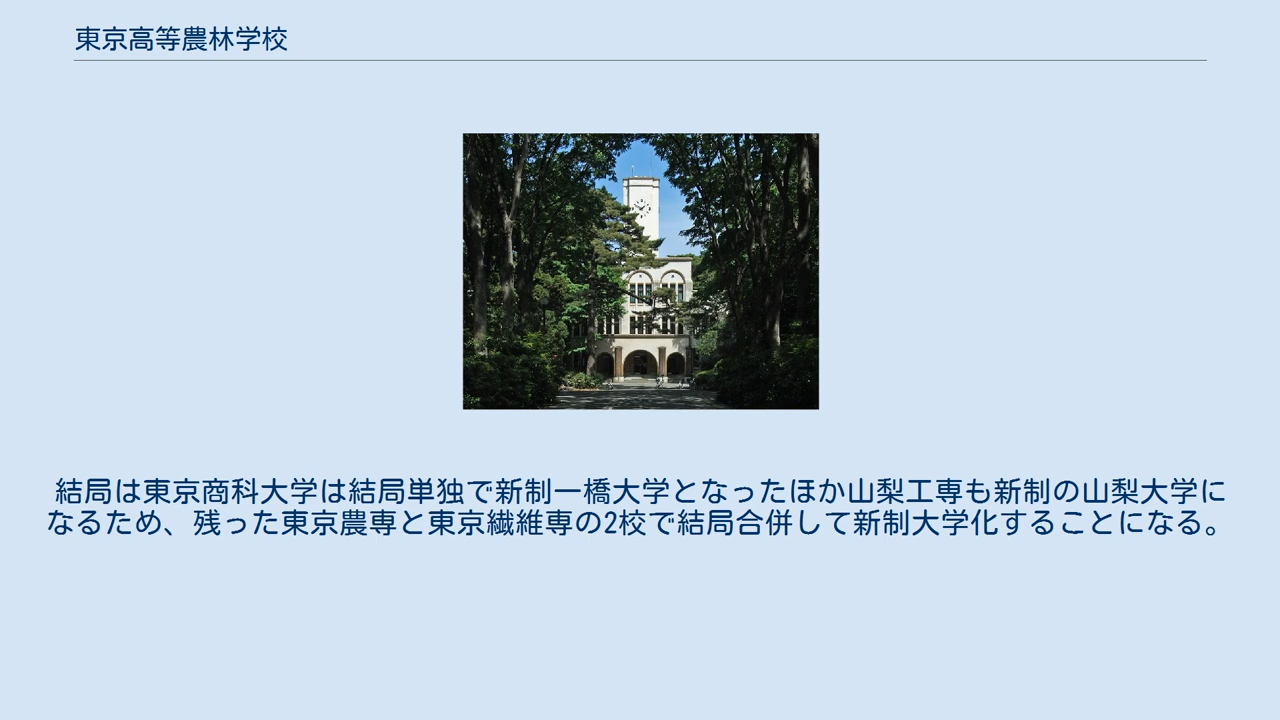 東京高等農林学校
結局は東京商科大学は結局単独で新制一橋大学となったほか山梨工専も新制の山梨大学に
なるため、残った東京農専と東京繊維専の2校で結局合併して新制大学化することになる。